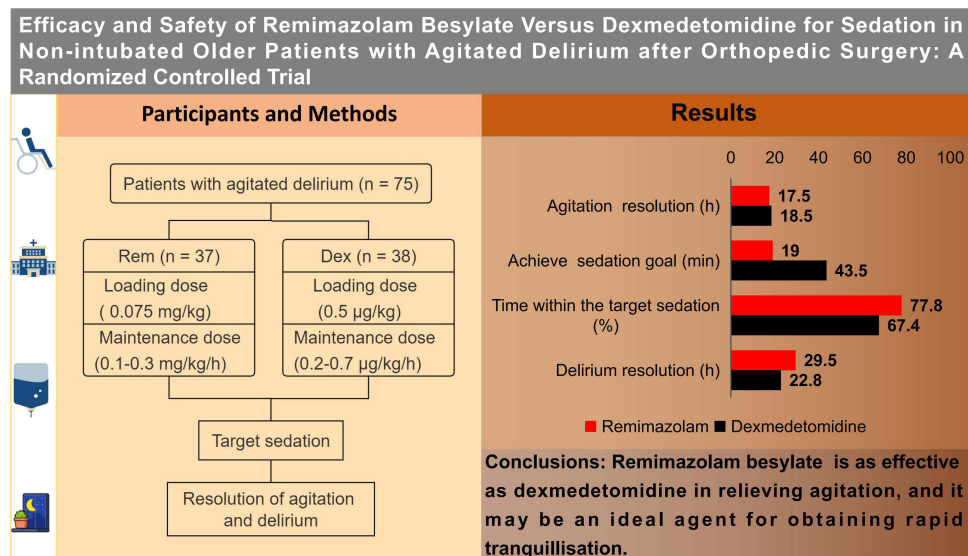 Efficacy and Safety of Remimazolam Besylate Versus Dexmedetomidine for Sedation in
Non-intubated Older Patients with Agitated Delirium after Orthopedic Surgery: A
Randomized Controlled Trial
Participants and Methods
Patients with agitated delirium (n = 75)
Rem (n = 37)
Loading dose
( 0.075 mg/kg)
Maintenance dose
(0.1-0.3 mg/kg/h)
Dex (n = 38)
Loading dose
(0.5 μg/kg)
Maintenance dose
(0.2-0.7 μg/kg/h)
Target sedation
Resolution of agitation
and delirium
Results
0 20 40 60 80 100
Agitation resolution (h)
17.5
18.5
Achieve sedation goal (min)
19
43.5
Time within the target sedation
(%)
77.8
67.4
Delirium resolution (h)
29.5
22.8
Remimazolam Dexmedetomidine
Conclusions: Remimazolam besylate is as effective
as dexmedetomidine in relieving agitation, and it
may be an ideal agent for obtaining rapid
tranquillisation.